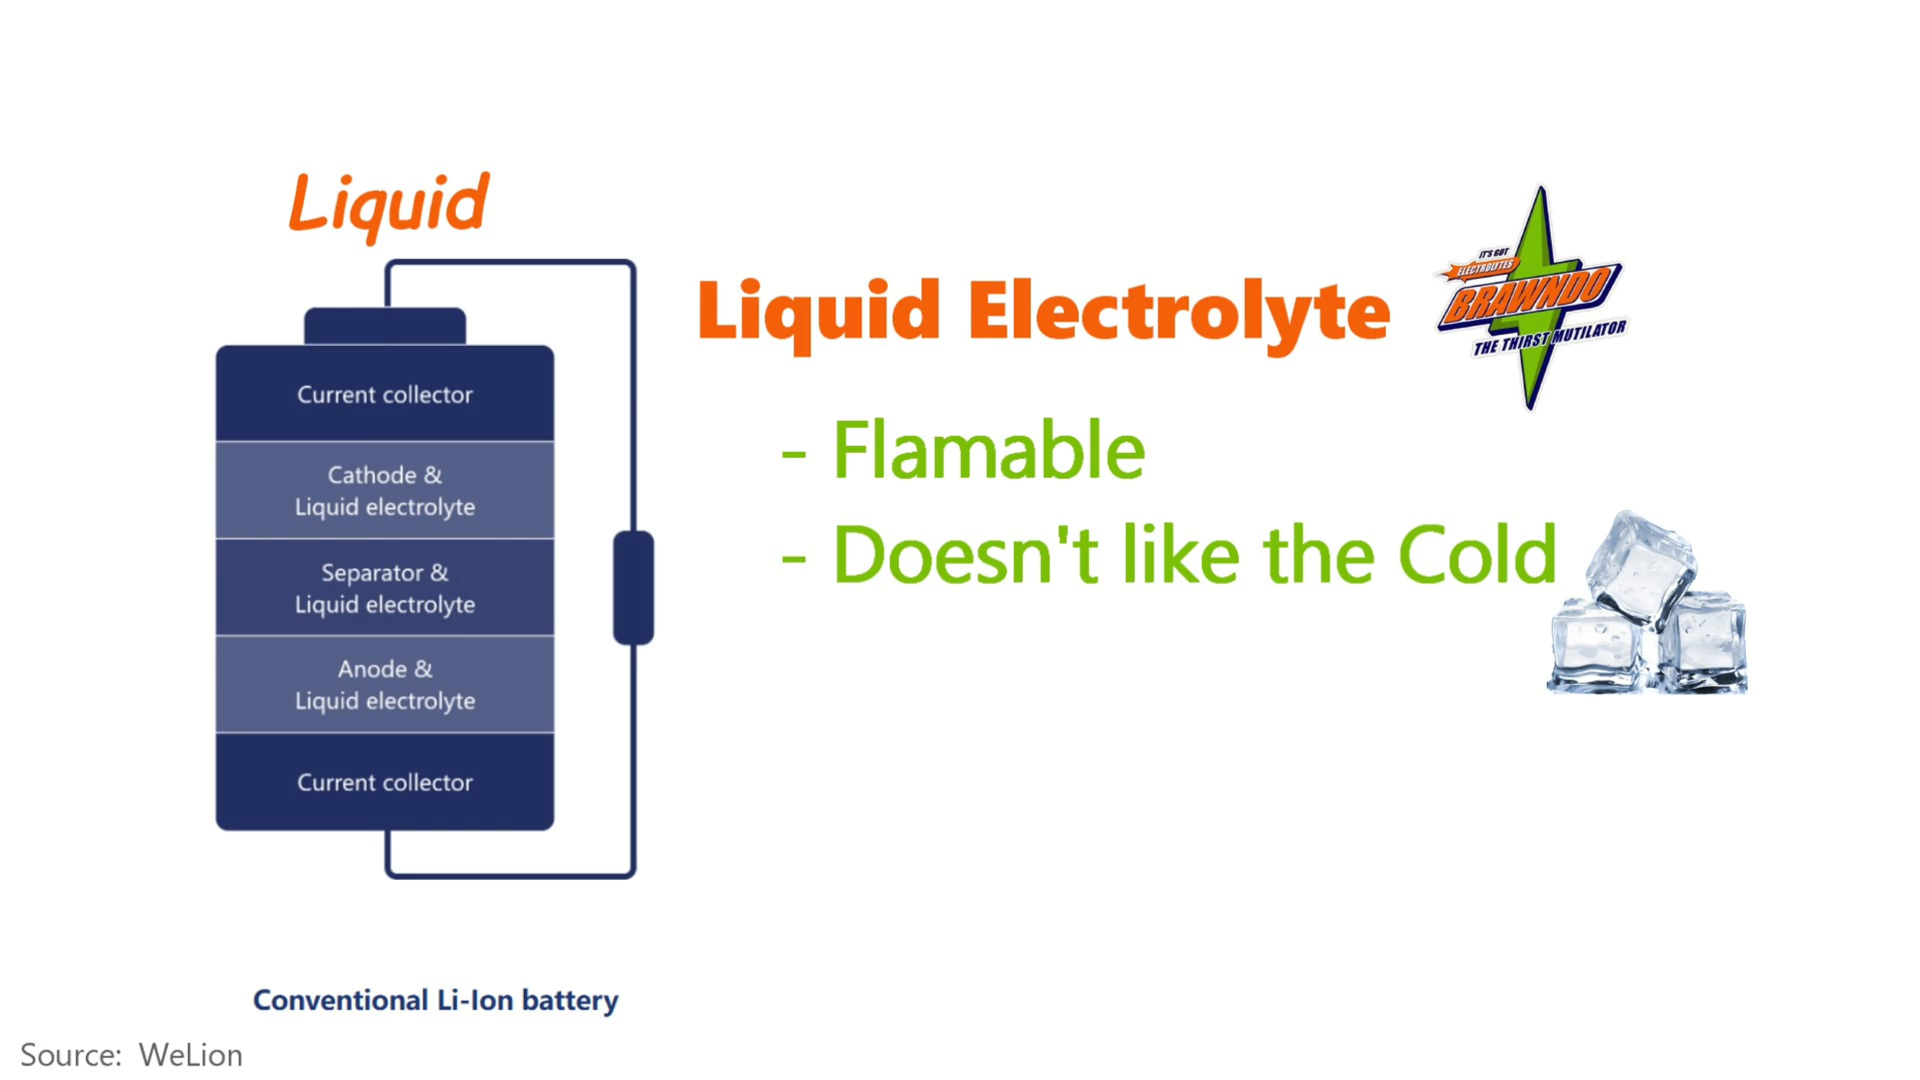 Liquid
Current collector
Cathode &
Liquid electrolyte
Separator &
Liquid electrolyte
Anode &
Liquid electrolyte
Current collector
Conventional Li-Ion battery
Source: WeLion
Liquid Electrolyte
IT'S GOT
ELECTROLYTES
BRAWNDO
THE THIRST MUTILATOR
- Flamable
- Doesn't like the Cold